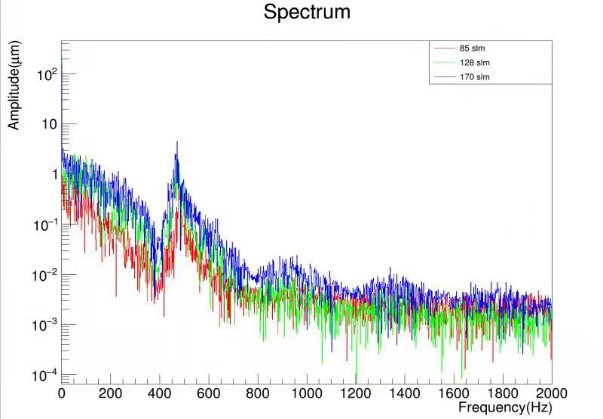 Spectrum
Amplitude(μm)
85 slm
128 slm
170 slm
10²
10
1
10⁻¹
10⁻²
10⁻³
10⁻⁴
0 200 400 600 800 1000 1200 1400 1600 1800 2000
Frequency(Hz)